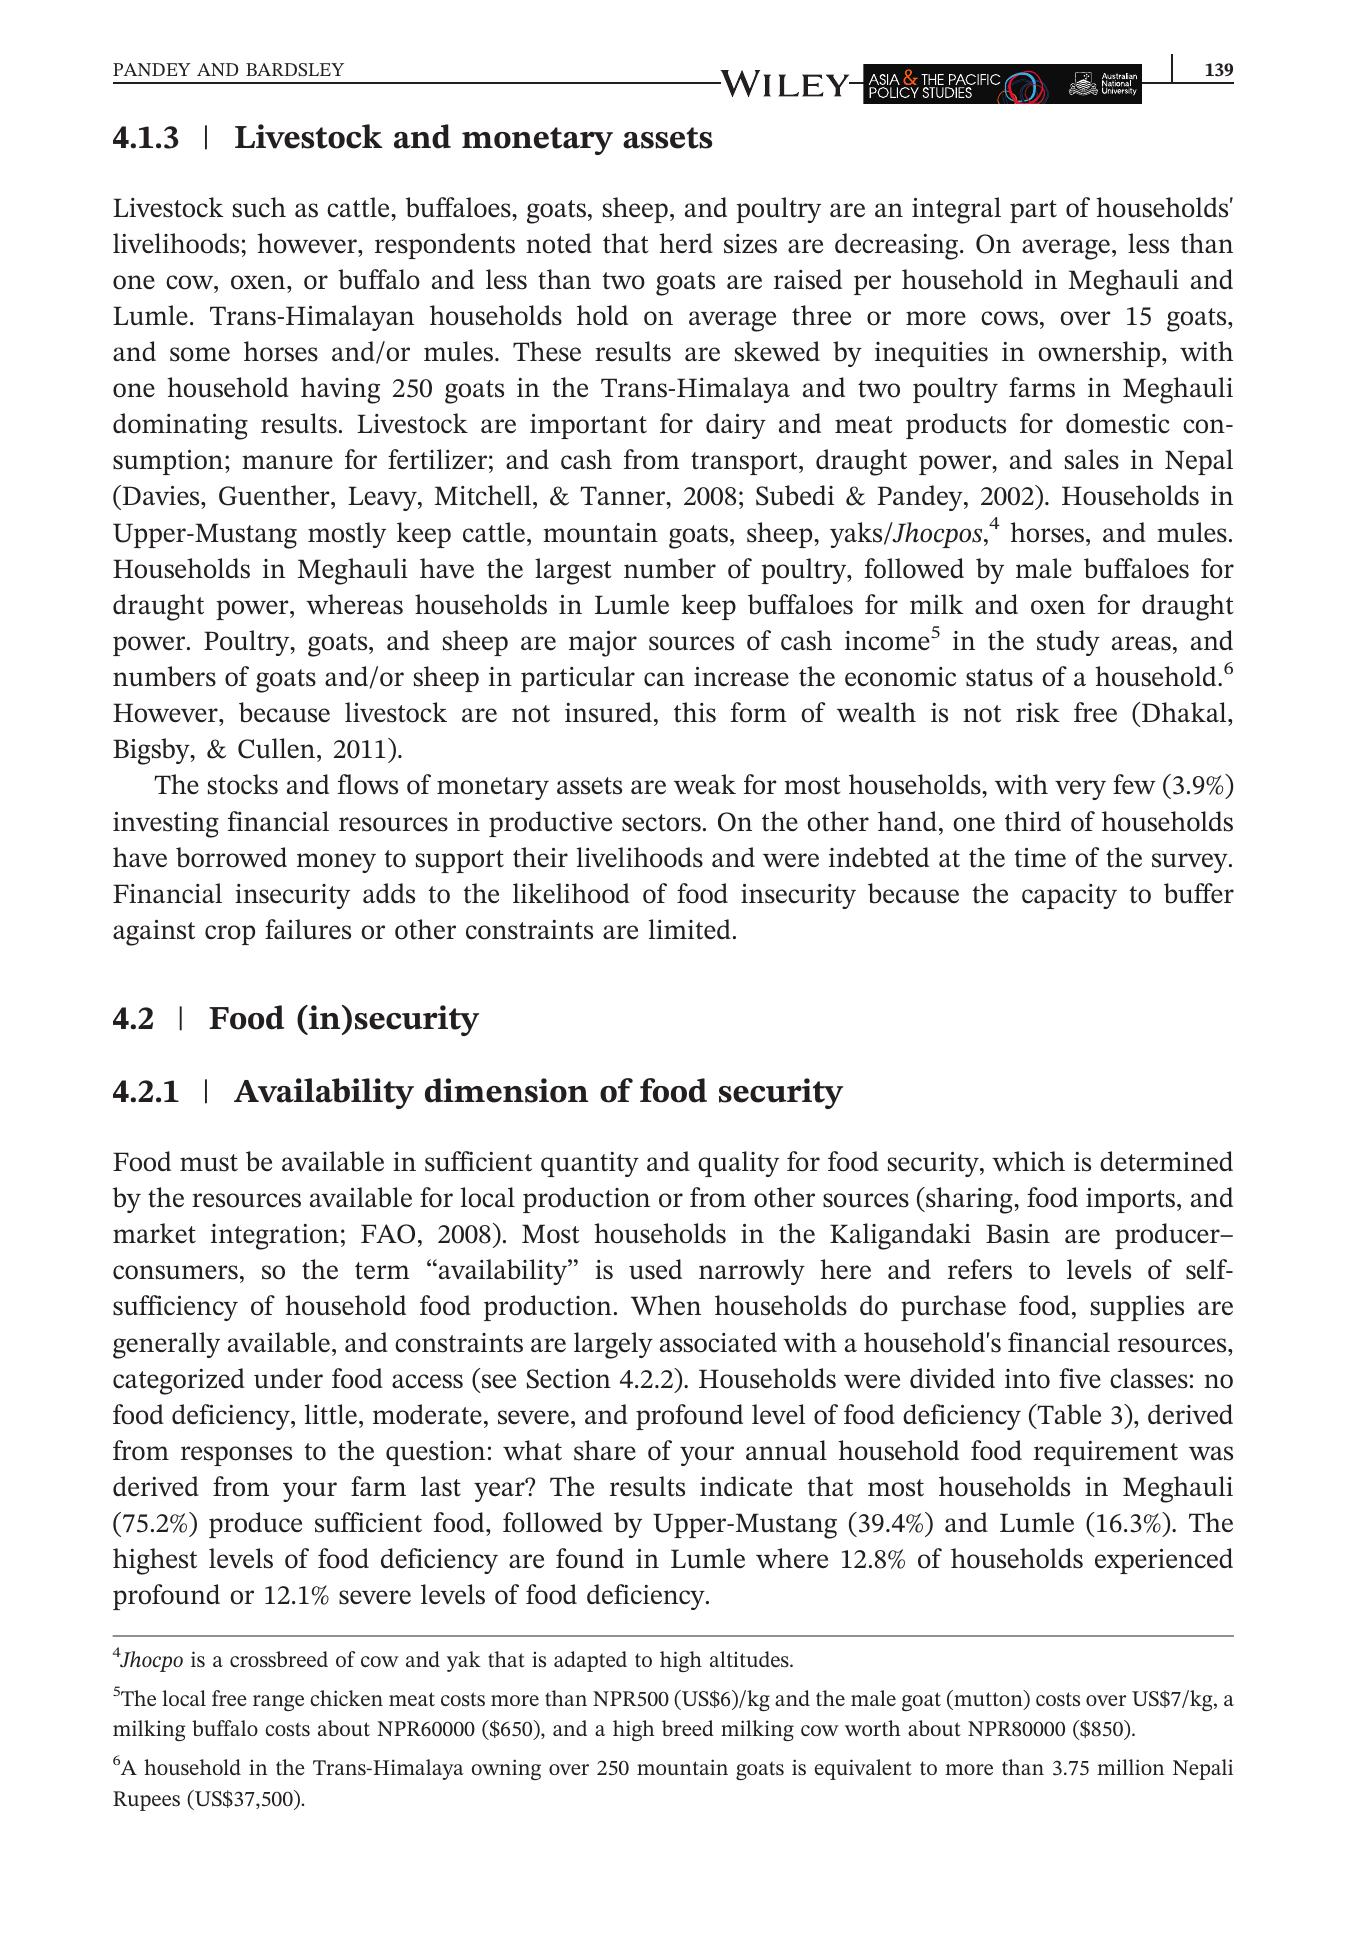 PANDEY AND BARDSLEY
WILEY
ASIA & THE PACIFIC
POLICY STUDIES
Australian
National
University
139
4.1.3 | Livestock and monetary assets
Livestock such as cattle, buffaloes, goats, sheep, and poultry are an integral part of households'
livelihoods; however, respondents noted that herd sizes are decreasing. On average, less than
one cow, oxen, or buffalo and less than two goats are raised per household in Meghauli and
Lumle. Trans-Himalayan households hold on average three or more cows, over 15 goats,
and some horses and/or mules. These results are skewed by inequities in ownership, with
one household having 250 goats in the Trans-Himalaya and two poultry farms in Meghauli
dominating results. Livestock are important for dairy and meat products for domestic con-
sumption; manure for fertilizer; and cash from transport, draught power, and sales in Nepal
(Davies, Guenther, Leavy, Mitchell, & Tanner, 2008; Subedi & Pandey, 2002). Households in
Upper-Mustang mostly keep cattle, mountain goats, sheep, yaks/Jhocpos,4 horses, and mules.
Households in Meghauli have the largest number of poultry, followed by male buffaloes for
draught power, whereas households in Lumle keep buffaloes for milk and oxen for draught
power. Poultry, goats, and sheep are major sources of cash income5 in the study areas, and
numbers of goats and/or sheep in particular can increase the economic status of a household.6
However, because livestock are not insured, this form of wealth is not risk free (Dhakal,
Bigsby, & Cullen, 2011).
The stocks and flows of monetary assets are weak for most households, with very few (3.9%)
investing financial resources in productive sectors. On the other hand, one third of households
have borrowed money to support their livelihoods and were indebted at the time of the survey.
Financial insecurity adds to the likelihood of food insecurity because the capacity to buffer
against crop failures or other constraints are limited.
4.2 | Food (in)security
4.2.1 | Availability dimension of food security
Food must be available in sufficient quantity and quality for food security, which is determined
by the resources available for local production or from other sources (sharing, food imports, and
market integration; FAO, 2008). Most households in the Kaligandaki Basin are producer–
consumers, so the term “availability” is used narrowly here and refers to levels of self-
sufficiency of household food production. When households do purchase food, supplies are
generally available, and constraints are largely associated with a household's financial resources,
categorized under food access (see Section 4.2.2). Households were divided into five classes: no
food deficiency, little, moderate, severe, and profound level of food deficiency (Table 3), derived
from responses to the question: what share of your annual household food requirement was
derived from your farm last year? The results indicate that most households in Meghauli
(75.2%) produce sufficient food, followed by Upper-Mustang (39.4%) and Lumle (16.3%). The
highest levels of food deficiency are found in Lumle where 12.8% of households experienced
profound or 12.1% severe levels of food deficiency.
4Jhocpo is a crossbreed of cow and yak that is adapted to high altitudes.
5The local free range chicken meat costs more than NPR500 (US$6)/kg and the male goat (mutton) costs over US$7/kg, a
milking buffalo costs about NPR60000 ($650), and a high breed milking cow worth about NPR80000 ($850).
6A household in the Trans-Himalaya owning over 250 mountain goats is equivalent to more than 3.75 million Nepali
Rupees (US$37,500).